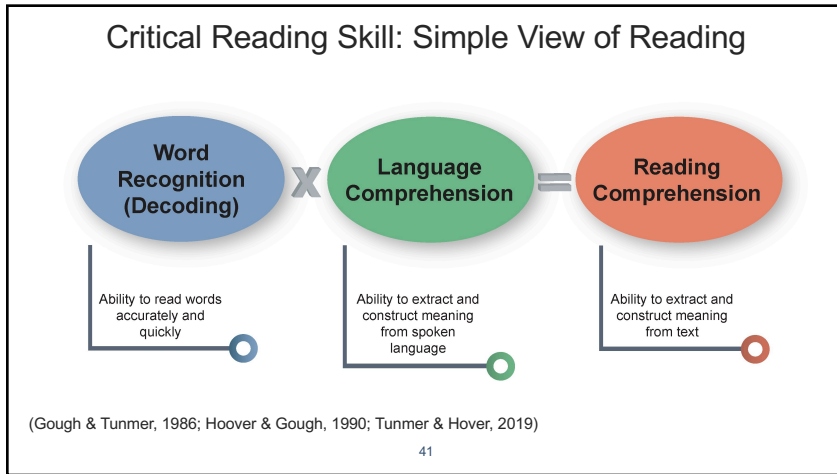 Critical Reading Skill: Simple View of Reading
Word
Recognition
(Decoding)
X
Language
Comprehension
=
Reading
Comprehension
Ability to read words
accurately and
quickly
Ability to extract and
construct meaning
from spoken
language
Ability to extract and
construct meaning
from text
(Gough & Tunmer, 1986; Hoover & Gough, 1990; Tunmer & Hover, 2019)
41